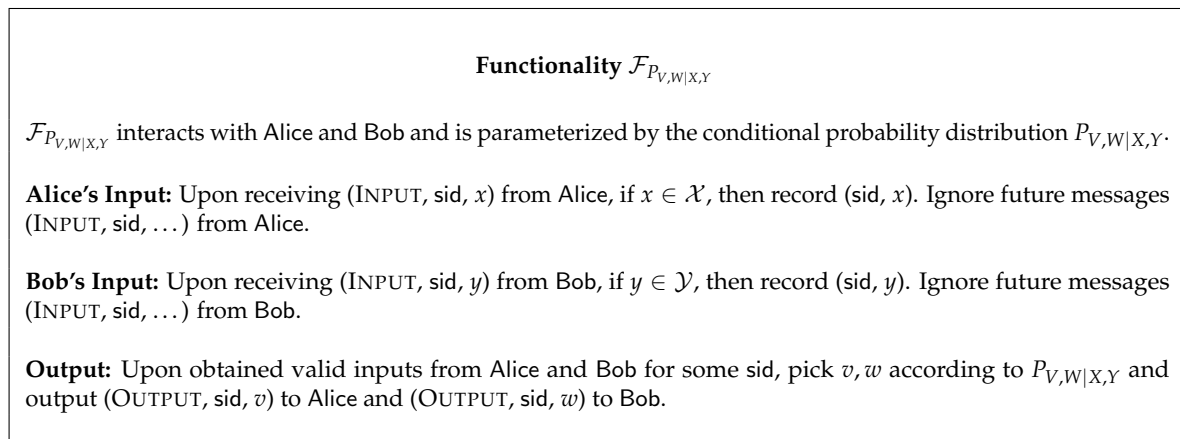 Functionality $\mathcal{F}_{P_{V,W|X,Y}}$
$\mathcal{F}_{P_{V,W|X,Y}}$ interacts with Alice and Bob and is parameterized by the conditional probability distribution $P_{V,W|X,Y}$.
Alice's Input: Upon receiving (INPUT, sid, $x$) from Alice, if $x \in \mathcal{X}$, then record (sid, $x$). Ignore future messages
(INPUT, sid, . . . ) from Alice.
Bob's Input: Upon receiving (INPUT, sid, $y$) from Bob, if $y \in \mathcal{Y}$, then record (sid, $y$). Ignore future messages
(INPUT, sid, . . . ) from Bob.
Output: Upon obtained valid inputs from Alice and Bob for some sid, pick $v, w$ according to $P_{V,W|X,Y}$ and
output (OUTPUT, sid, $v$) to Alice and (OUTPUT, sid, $w$) to Bob.